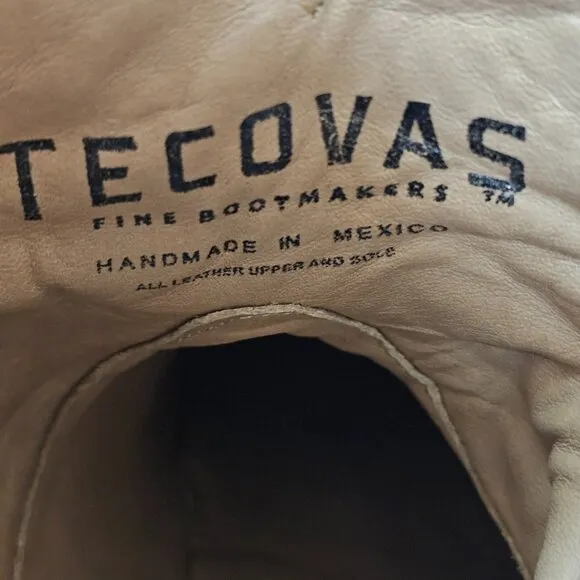 TECOVAS
FINE BOOTMAKERS TM
HANDMADE IN MEXICO
ALL LEATHER UPPER AND SOLE